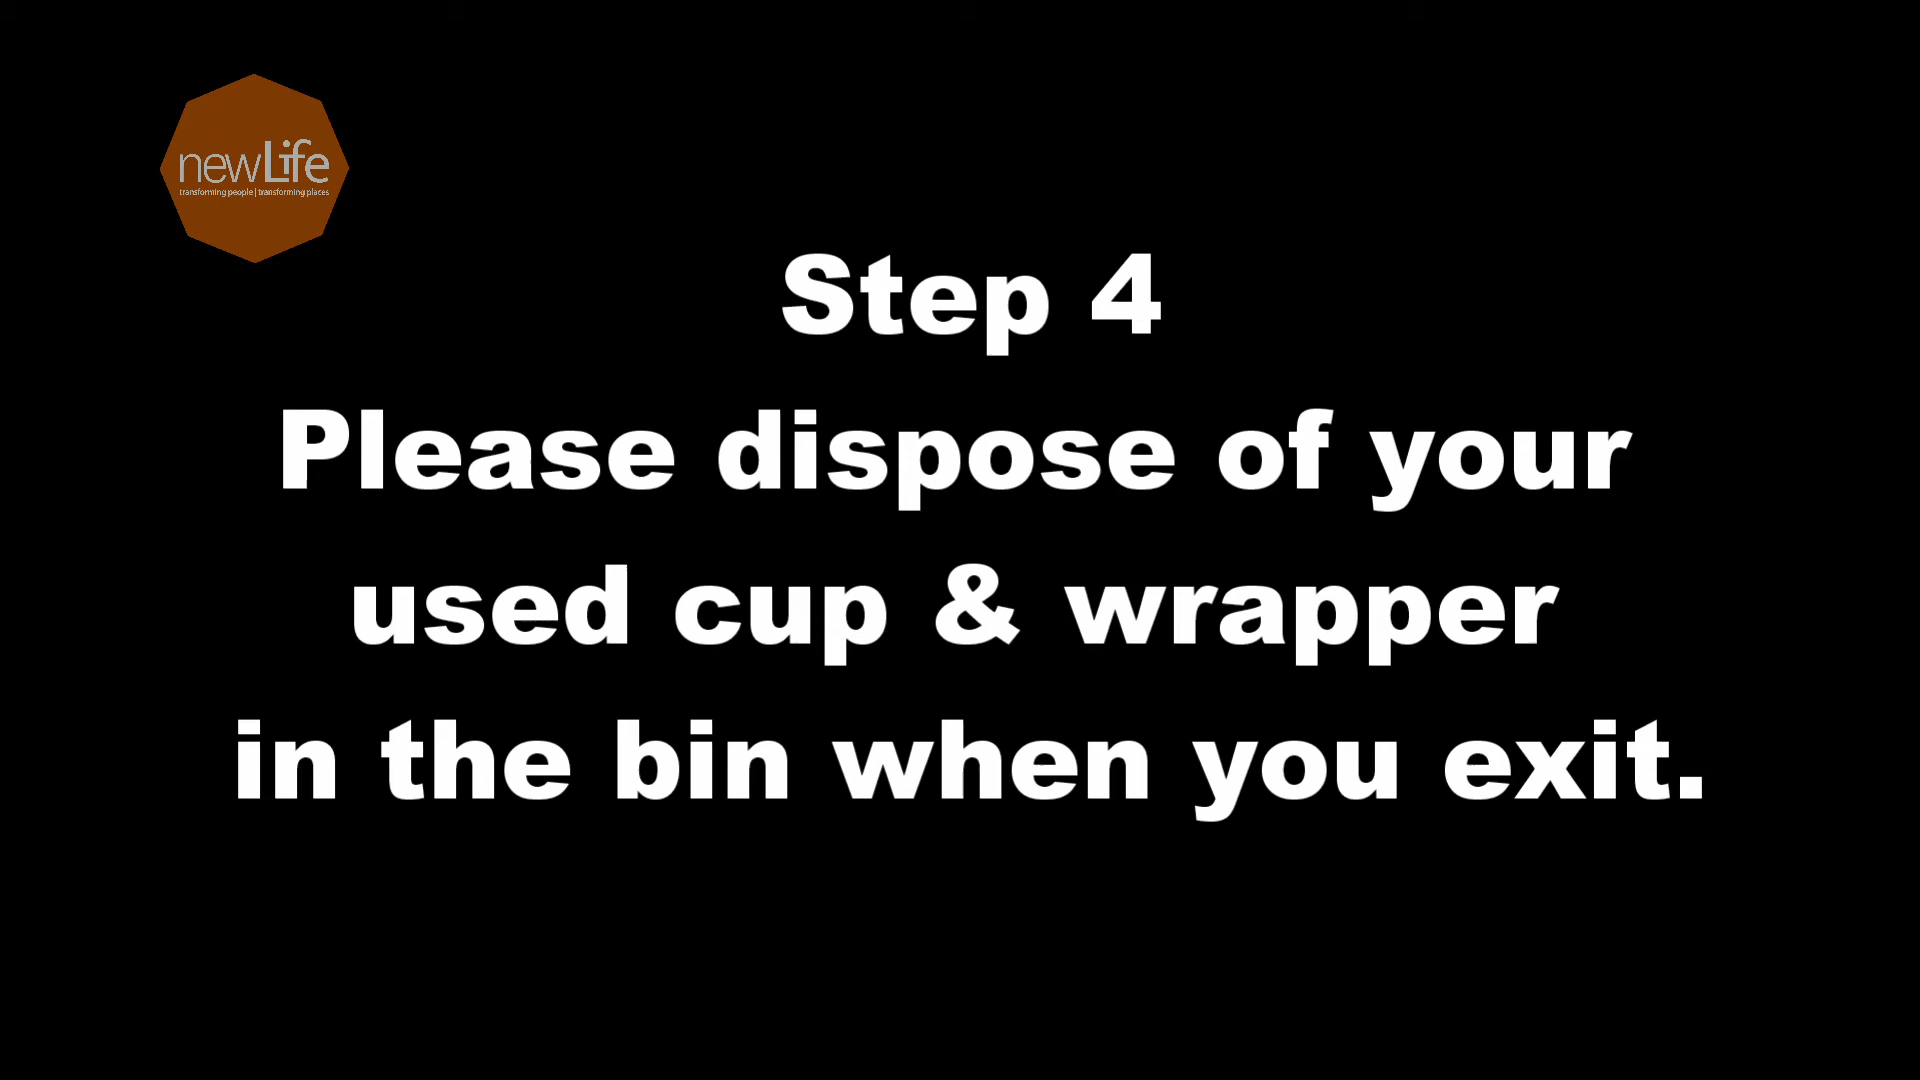 newLife
transforming people | transforming places
Step 4
Please dispose of your
used cup & wrapper
in the bin when you exit.